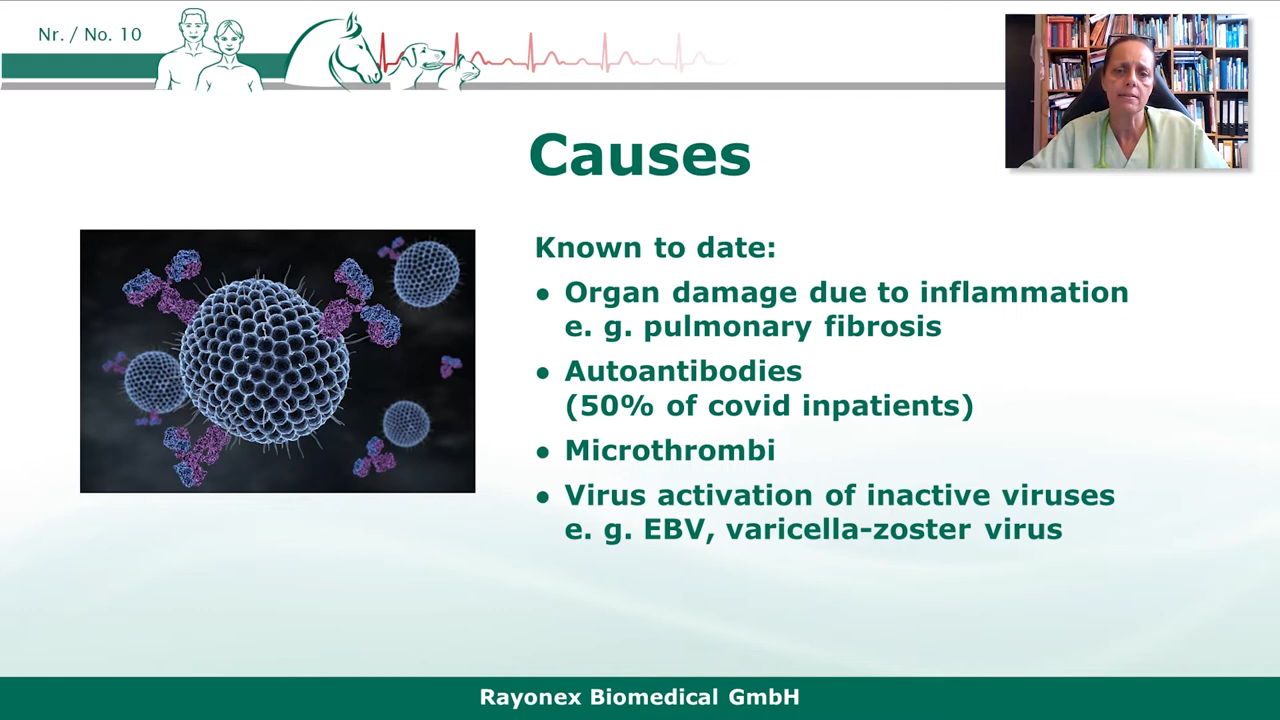 Nr. / No. 10
Causes
Known to date:
• Organ damage due to inflammation
e. g. pulmonary fibrosis
• Autoantibodies
(50% of covid inpatients)
• Microthrombi
• Virus activation of inactive viruses
e. g. EBV, varicella-zoster virus
Rayonex Biomedical GmbH